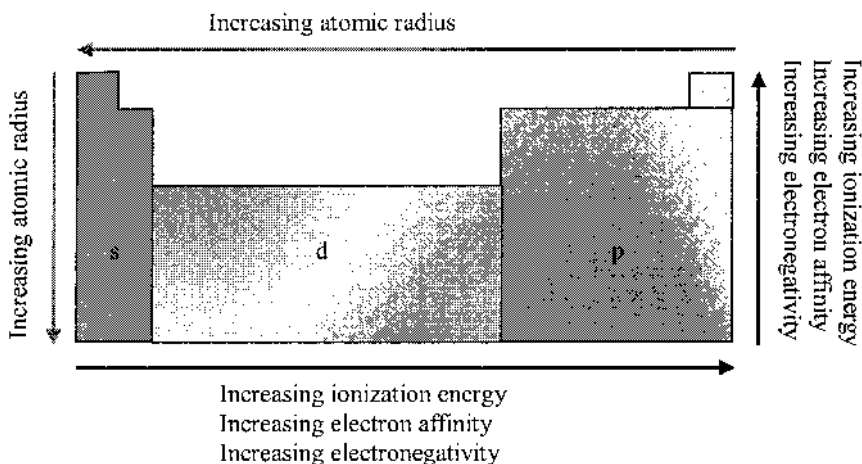 Increasing atomic radius
Increasing atomic radius
s
d
p
Increasing ionization energy
Increasing electron affinity
Increasing electronegativity
Increasing ionization energy
Increasing electron affinity
Increasing electronegativity